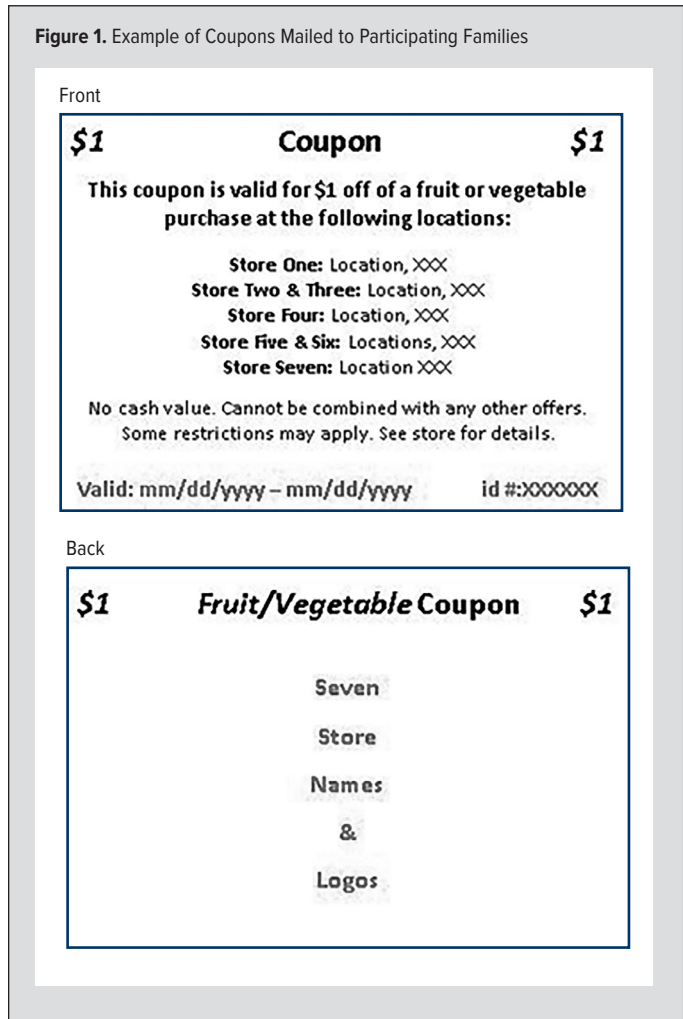 Figure 1. Example of Coupons Mailed to Participating Families
Front
$1 Coupon $1
This coupon is valid for $1 off of a fruit or vegetable
purchase at the following locations:
Store One: Location, XXX
Store Two & Three: Location, XXX
Store Four: Location, XXX
Store Five & Six: Locations, XXX
Store Seven: Location XXX
No cash value. Cannot be combined with any other offers.
Some restrictions may apply. See store for details.
Valid: mm/dd/yyyy – mm/dd/yyyy id #:XXXXXXX
Back
$1 Fruit/Vegetable Coupon $1
Seven
Store
Names
&
Logos